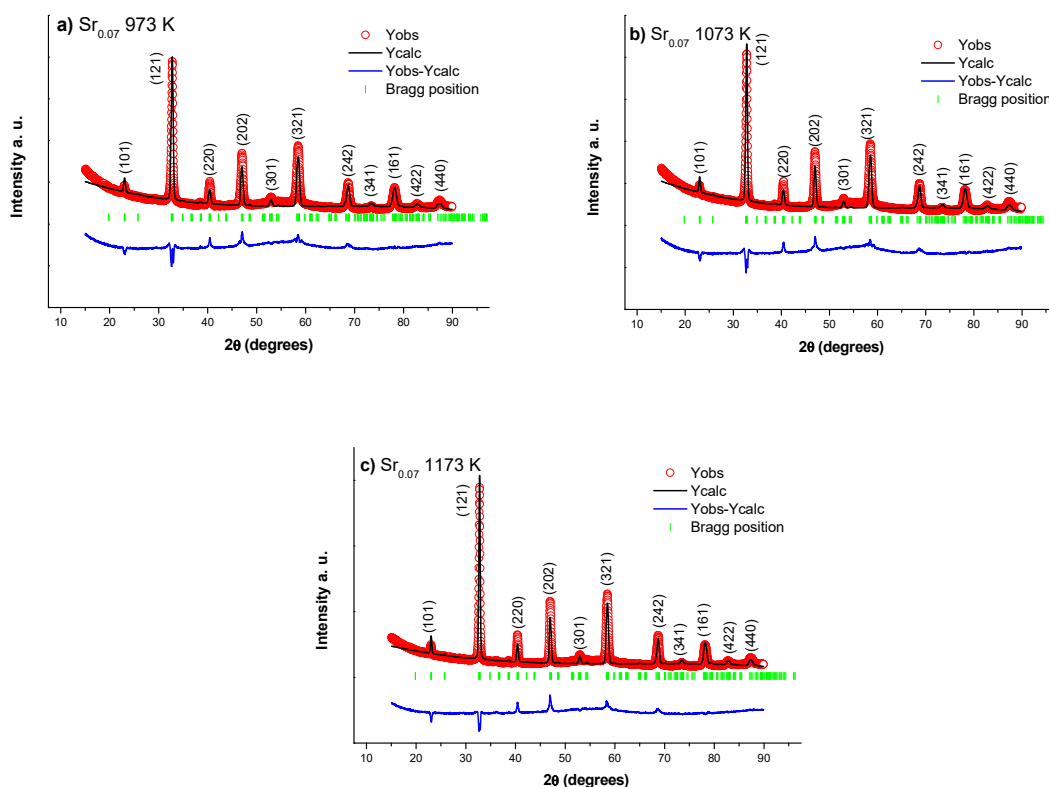 a) Sr0.07 973 K
Yobs
Ycalc
Yobs-Ycalc
Bragg position
(101)
(121)
(220)
(202)
(301)
(321)
(242)
(341)
(161)
(422)
(440)
Intensity a. u.
10 20 30 40 50 60 70 80 90
2θ (degrees)
b) Sr0.07 1073 K
Yobs
Ycalc
Yobs-Ycalc
Bragg position
(101)
(121)
(220)
(202)
(301)
(321)
(242)
(341)
(161)
(422)
(440)
Intensity a. u.
10 20 30 40 50 60 70 80 90
2θ (degrees)
c) Sr0.07 1173 K
Yobs
Ycalc
Yobs-Ycalc
Bragg position
(101)
(121)
(220)
(202)
(301)
(321)
(242)
(341)
(161)
(422)
(440)
Intensity a. u.
10 20 30 40 50 60 70 80 90
2θ (degrees)